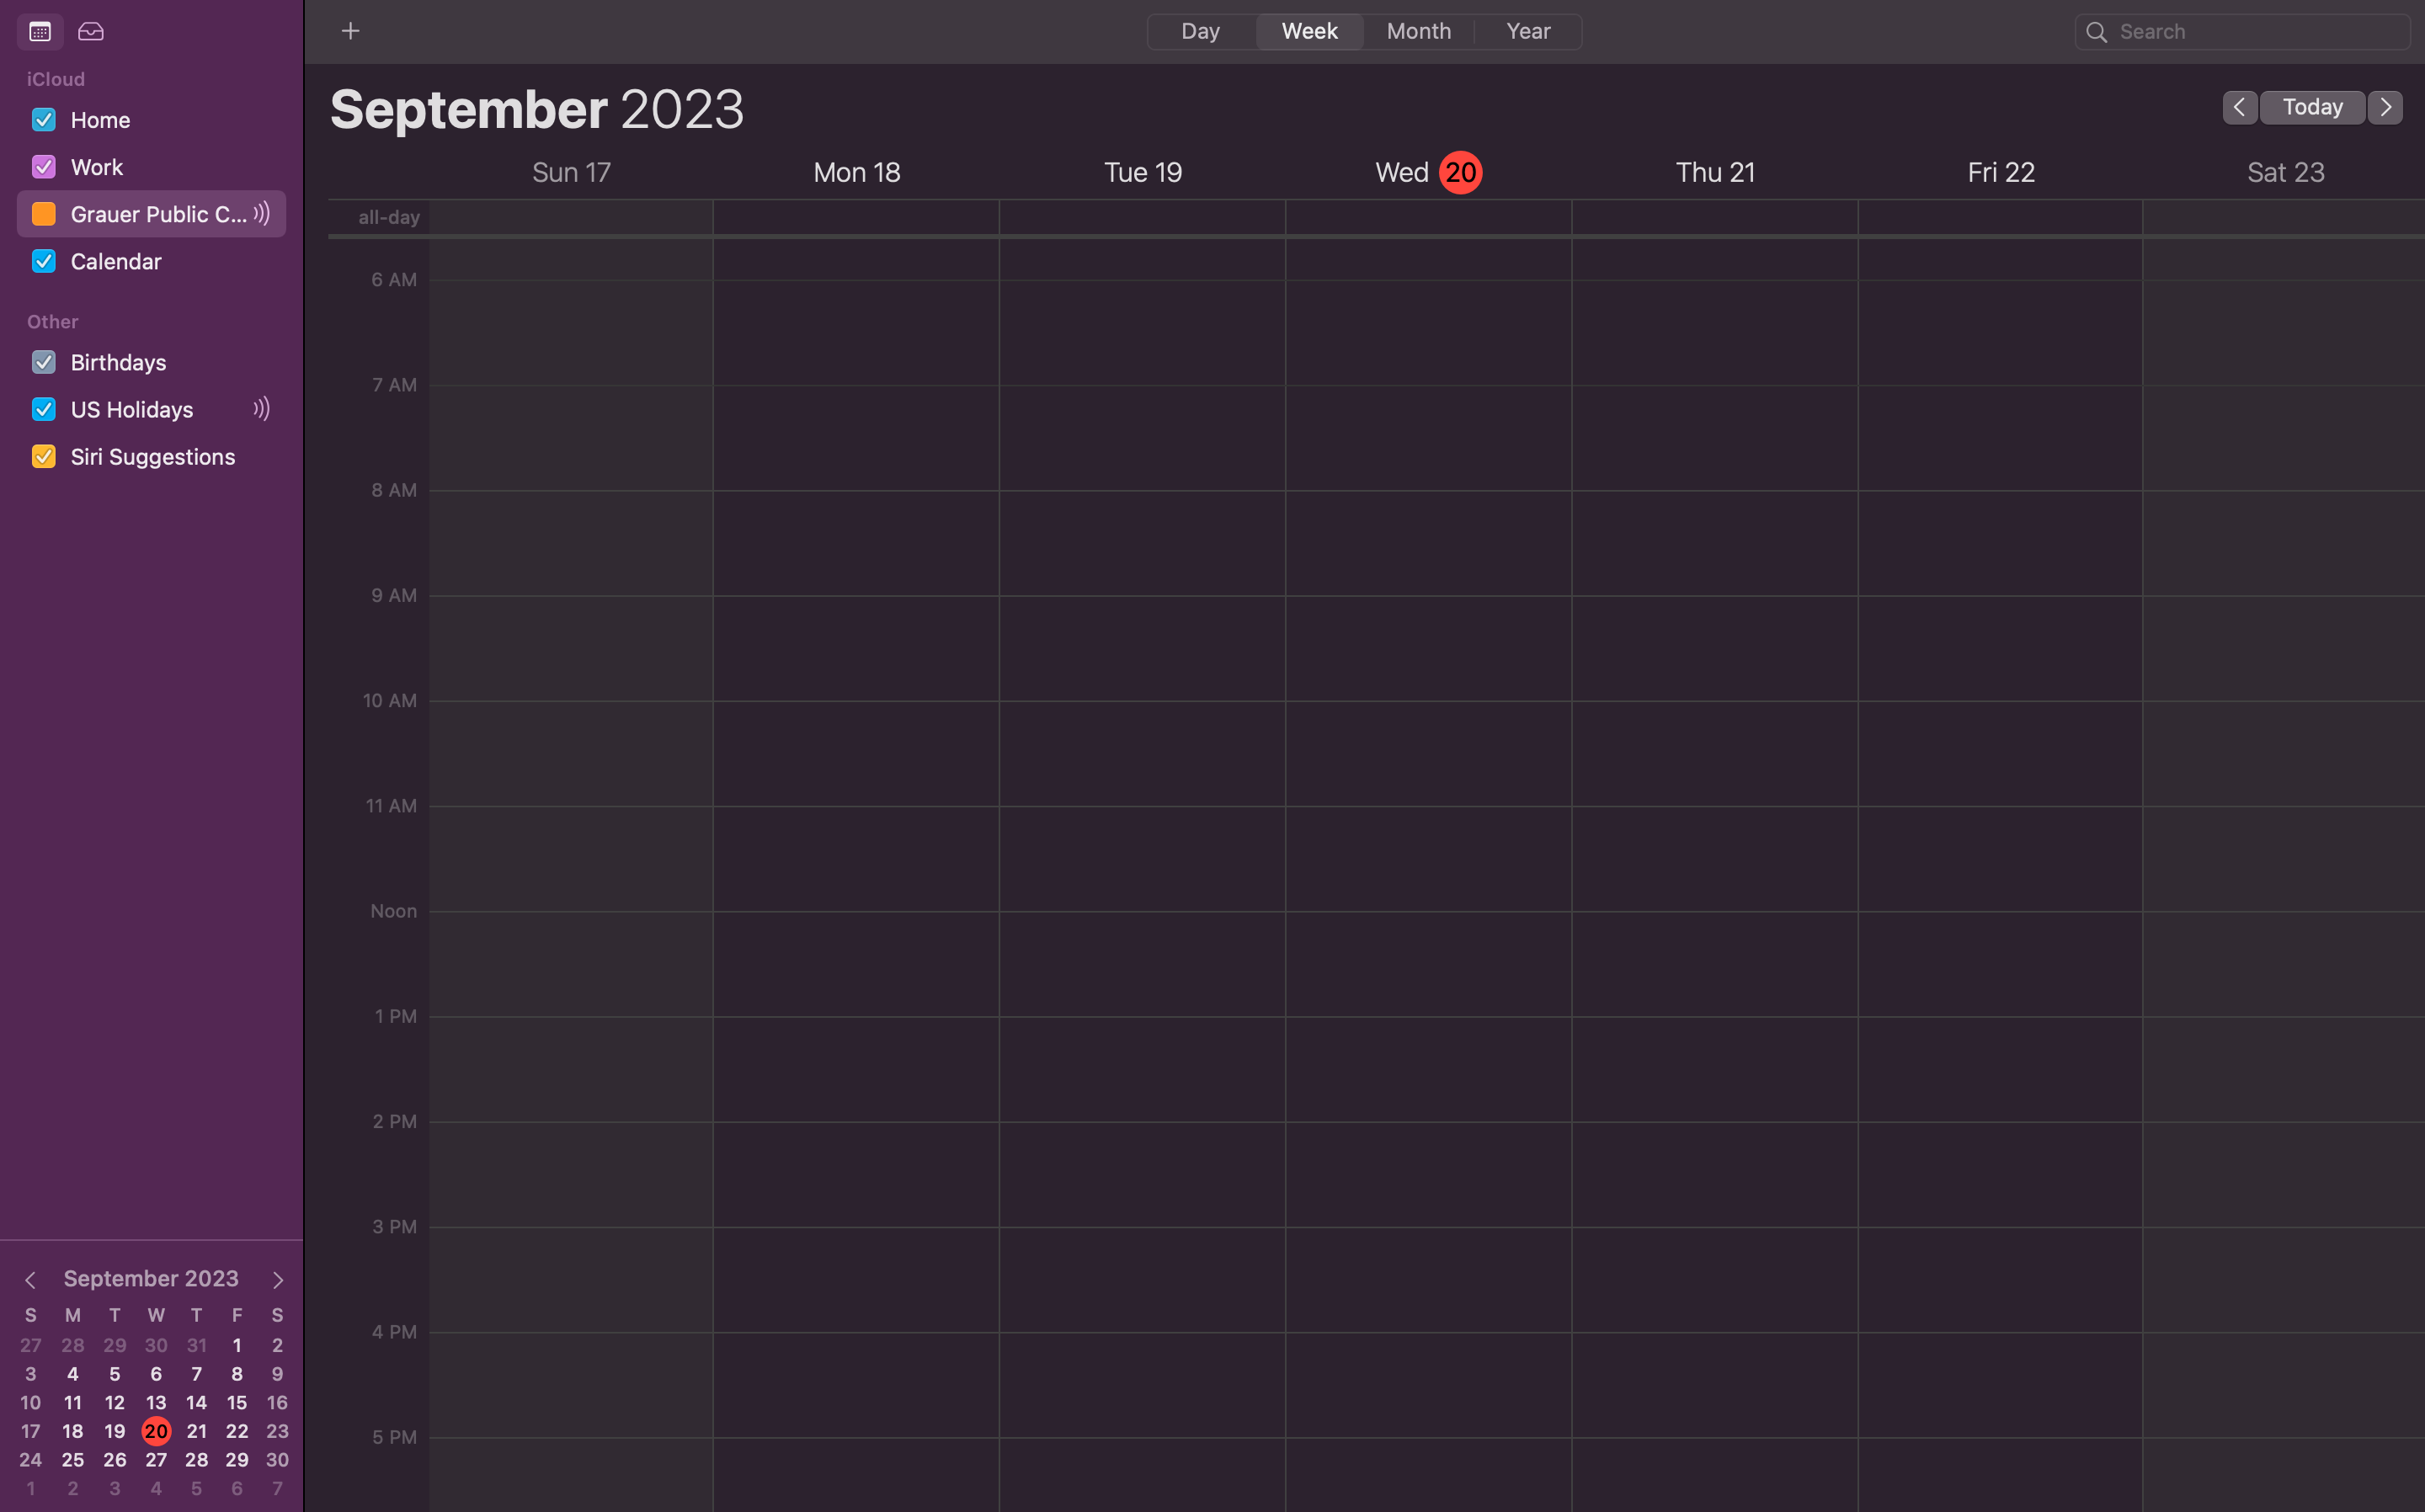 Day Week Month Year
Search
iCloud
Home
Work
Grauer Public C...
Calendar
Other
Birthdays
US Holidays
Siri Suggestions
September 2023
S M T W T F S
27 28 29 30 31 1 2
3 4 5 6 7 8 9
10 11 12 13 14 15 16
17 18 19 20 21 22 23
24 25 26 27 28 29 30
1 2 3 4 5 6 7
September 2023
Today
Sun 17 Mon 18 Tue 19 Wed 20 Thu 21 Fri 22 Sat 23
all-day
6 AM
7 AM
8 AM
9 AM
10 AM
11 AM
Noon
1 PM
2 PM
3 PM
4 PM
5 PM